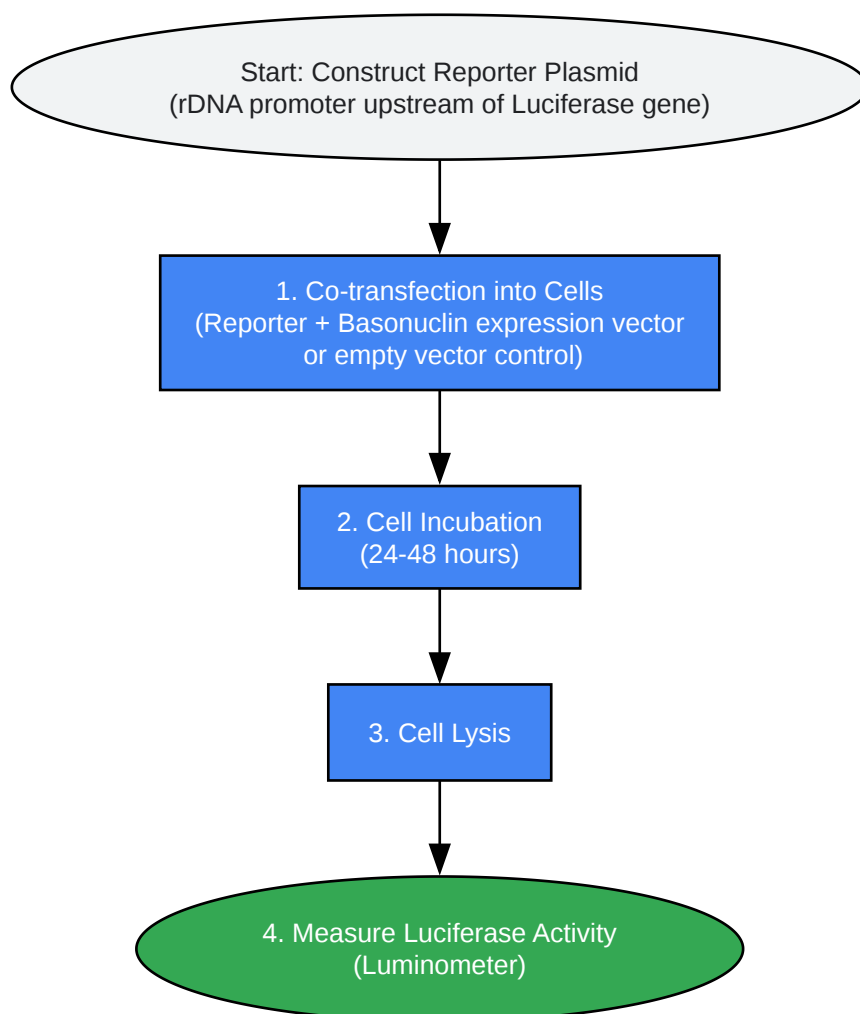 Start: Construct Reporter Plasmid
(rDNA promoter upstream of Luciferase gene)
1. Co-transfection into Cells
(Reporter + Basonuclin expression vector
or empty vector control)
2. Cell Incubation
(24-48 hours)
3. Cell Lysis
4. Measure Luciferase Activity
(Luminometer)